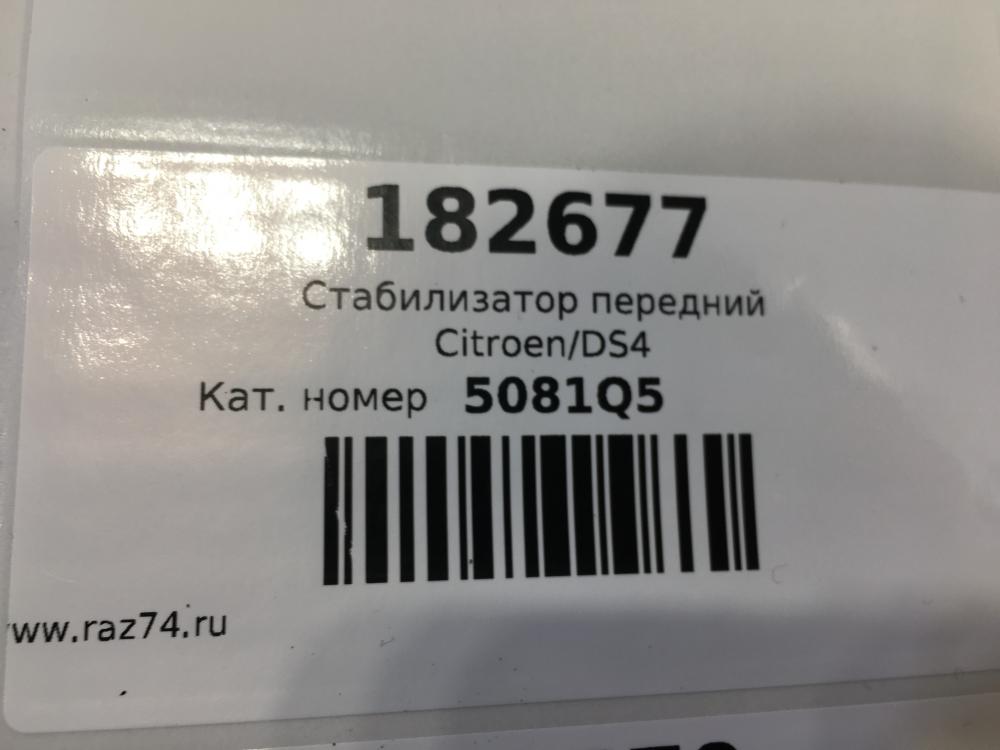 182677
Стабилизатор передний
Citroen/DS4
Кат. номер 5081Q5
www.raz74.ru